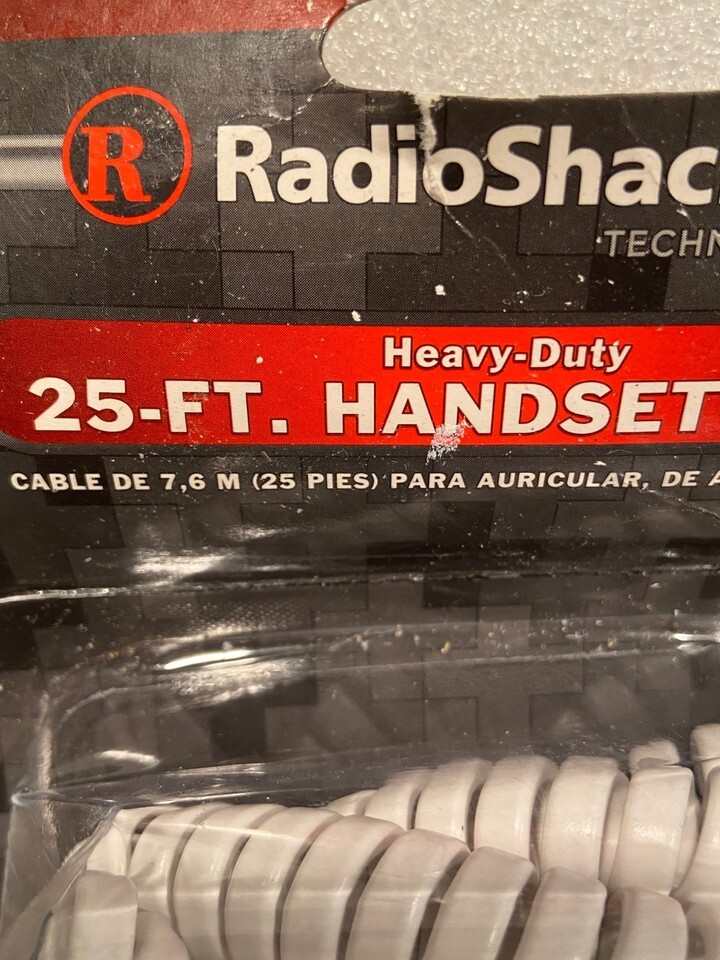 R RadioShac
TECHN
Heavy-Duty
25-FT. HANDSET
CABLE DE 7,6 M (25 PIES) PARA AURICULAR, DE A